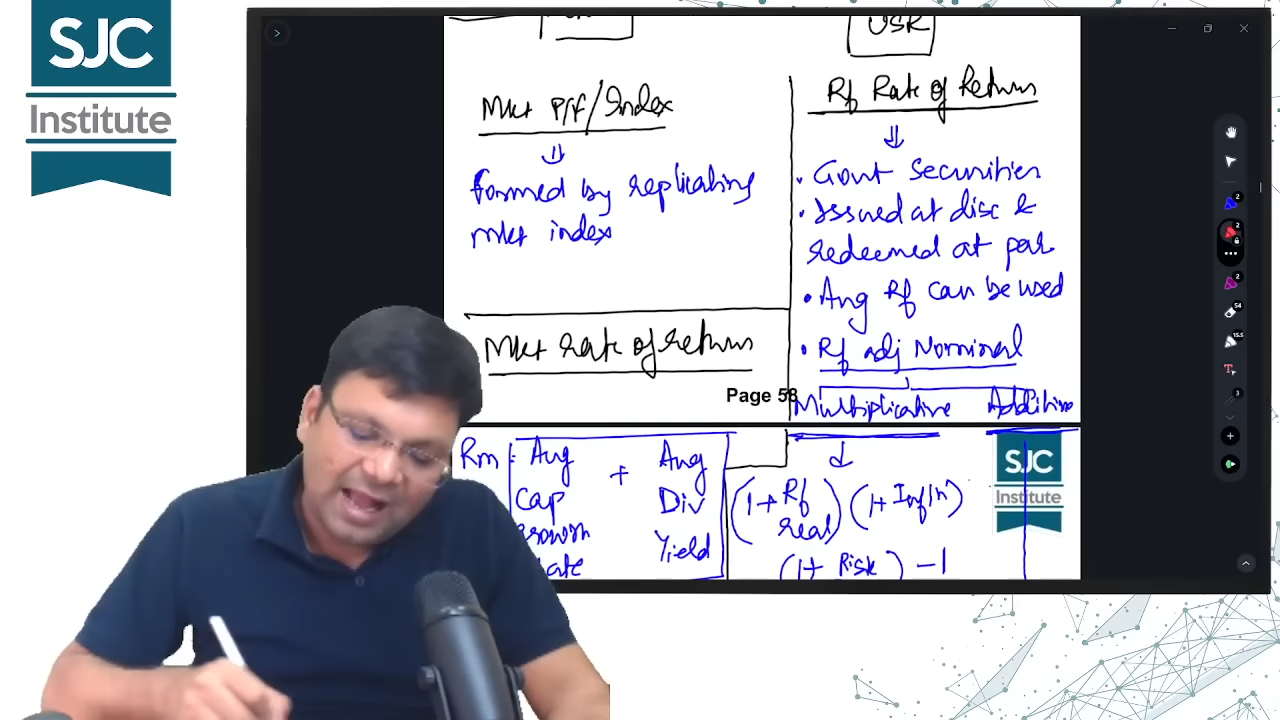 SJC
Institute
USR
Mkt P/f/Index
Formed by replicating
mkt index
Mkt rate of return
Rf Rate of Return
• Govt Securities
• Issued at disc &
redeemed at par
• Avg Rf can be used
• Rf adj Nominal
Multiplicative Additive
Page 58
Rm = Avg + Avg
Cap Div
Growth Yield
ate
(1+ Rf (1+ Infln)
real)
(1+ Risk ) -1
SJC
Institute